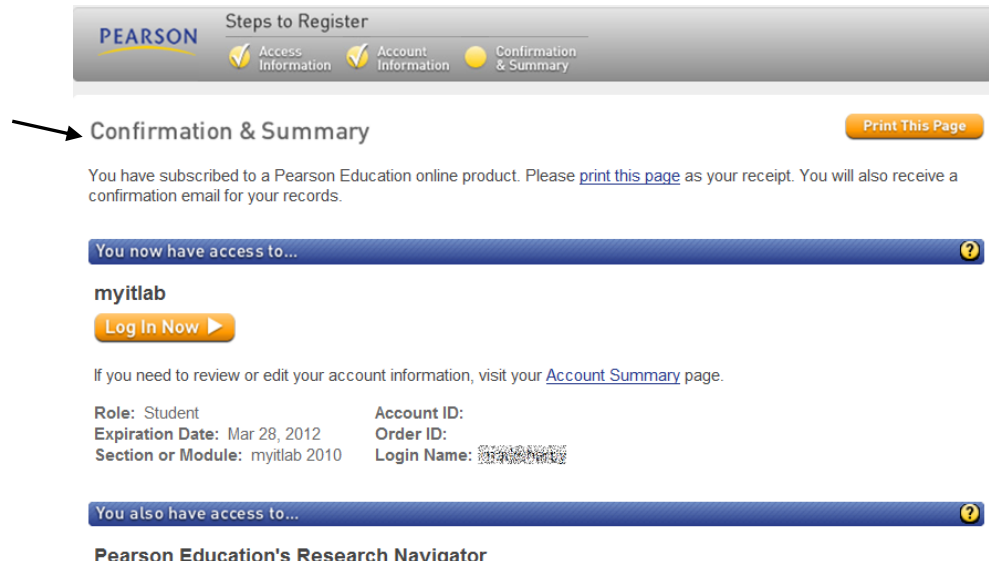 PEARSON
Steps to Register
Access
Information
Account
Information
Confirmation
& Summary
Confirmation & Summary
Print This Page
You have subscribed to a Pearson Education online product. Please print this page as your receipt. You will also receive a
confirmation email for your records.
You now have access to...
?
myitlab
Log In Now
If you need to review or edit your account information, visit your Account Summary page.
Role: Student
Expiration Date: Mar 28, 2012
Section or Module: myitlab 2010
Account ID:
Order ID:
Login Name:
You also have access to...
?
Pearson Education's Research Navigator